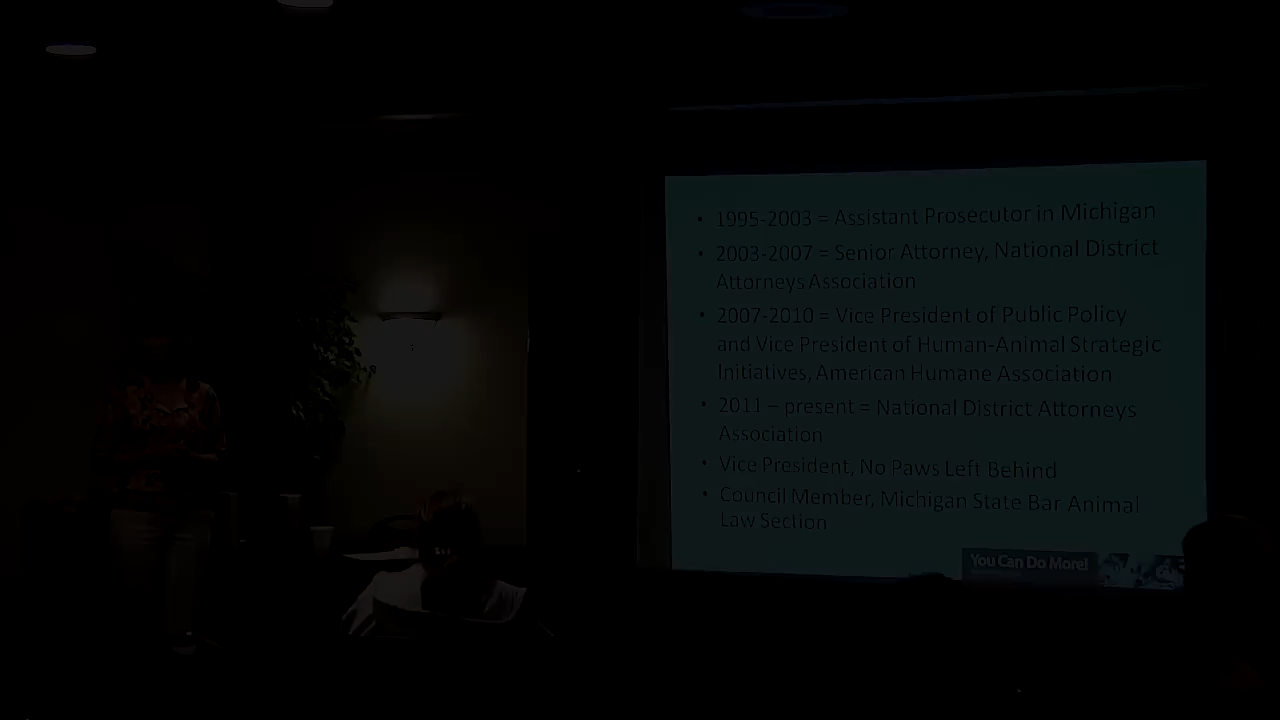 • 1995-2003 = Assistant Prosecutor in Michigan
• 2003-2007 = Senior Attorney, National District
Attorneys Association
• 2007-2010 = Vice President of Public Policy
and Vice President of Human-Animal Strategic
Initiatives, American Humane Association
• 2011 – present = National District Attorneys
Association
• Vice President, No Paws Left Behind
• Council Member, Michigan State Bar Animal
Law Section
You Can Do More!